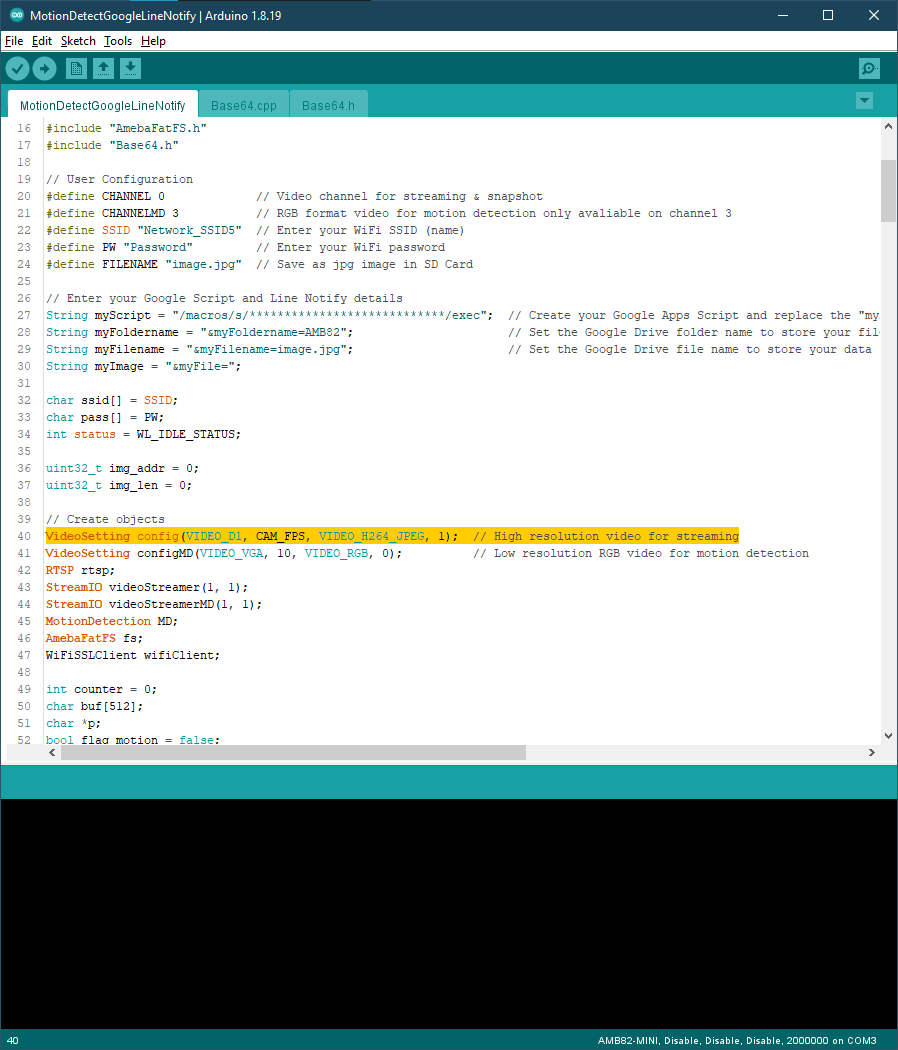 MotionDetectGoogleLineNotify | Arduino 1.8.19
File Edit Sketch Tools Help
MotionDetectGoogleLineNotify Base64.cpp Base64.h
16 #include "AmebaFatFS.h"
17 #include "Base64.h"
18
19 // User Configuration
20 #define CHANNEL 0 // Video channel for streaming & snapshot
21 #define CHANNELMD 3 // RGB format video for motion detection only avaliable on channel 3
22 #define SSID "Network_SSID5" // Enter your WiFi SSID (name)
23 #define PW "Password" // Enter your WiFi password
24 #define FILENAME "image.jpg" // Save as jpg image in SD Card
25
26 // Enter your Google Script and Line Notify details
27 String myScript = "/macros/s/****************************/exec"; // Create your Google Apps Script and replace the "my
28 String myFoldername = "&myFoldername=AMB82"; // Set the Google Drive folder name to store your fil
29 String myFilename = "&myFilename=image.jpg"; // Set the Google Drive file name to store your data
30 String myImage = "&myFile=";
31
32 char ssid[] = SSID;
33 char pass[] = PW;
34 int status = WL_IDLE_STATUS;
35
36 uint32_t img_addr = 0;
37 uint32_t img_len = 0;
38
39 // Create objects
40 VideoSetting config(VIDEO_D1, CAM_FPS, VIDEO_H264_JPEG, 1); // High resolution video for streaming
41 VideoSetting configMD(VIDEO_VGA, 10, VIDEO_RGB, 0); // Low resolution RGB video for motion detection
42 RTSP rtsp;
43 StreamIO videoStreamer(1, 1);
44 StreamIO videoStreamerMD(1, 1);
45 MotionDetection MD;
46 AmebaFatFS fs;
47 WiFiSSLClient wifiClient;
48
49 int counter = 0;
50 char buf[512];
51 char *p;
52 bool flag_motion = false;
40 AMB82-MINI, Disable, Disable, Disable, 2000000 on COM3